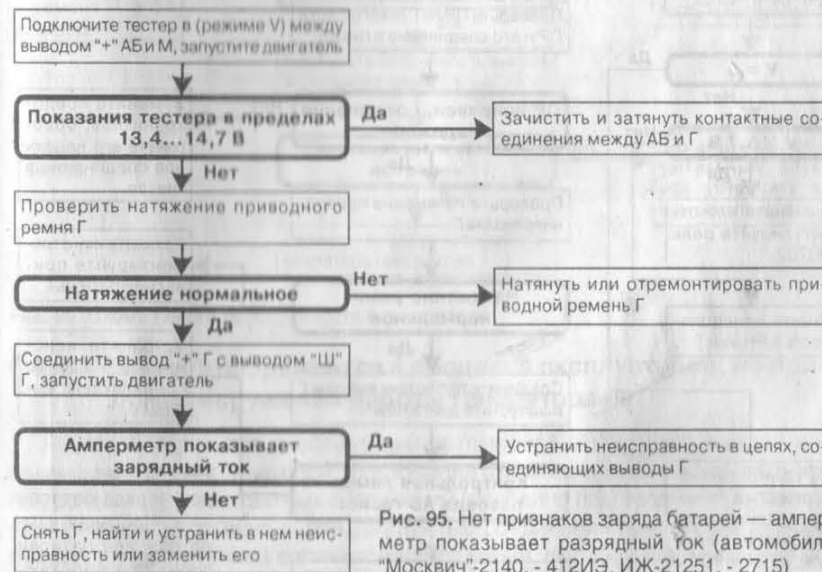 Подключите тестер в (режиме V) между
выводом "+" АБ и М, запустите двигатель
Показания тестера в пределах
13,4...14,7 В
Да
Зачистить и затянуть контактные со-
единения между АБ и Г
Нет
Проверить натяжение приводного
ремня Г
Натяжение нормальное
Нет
Натянуть или отремонтировать при-
водной ремень Г
Да
Соединить вывод "+" Г с выводом "Ш"
Г, запустить двигатель
Амперметр показывает
зарядный ток
Да
Устранить неисправность в цепях, со-
единяющих выводы Г
Нет
Снять Г, найти и устранить в нем неис-
правность или заменить его
Рис. 95. Нет признаков заряда батарей — ампер
метр показывает разрядный ток (автомобил
"Москвич"-2140, - 412ИЭ, ИЖ-21251, - 2715)